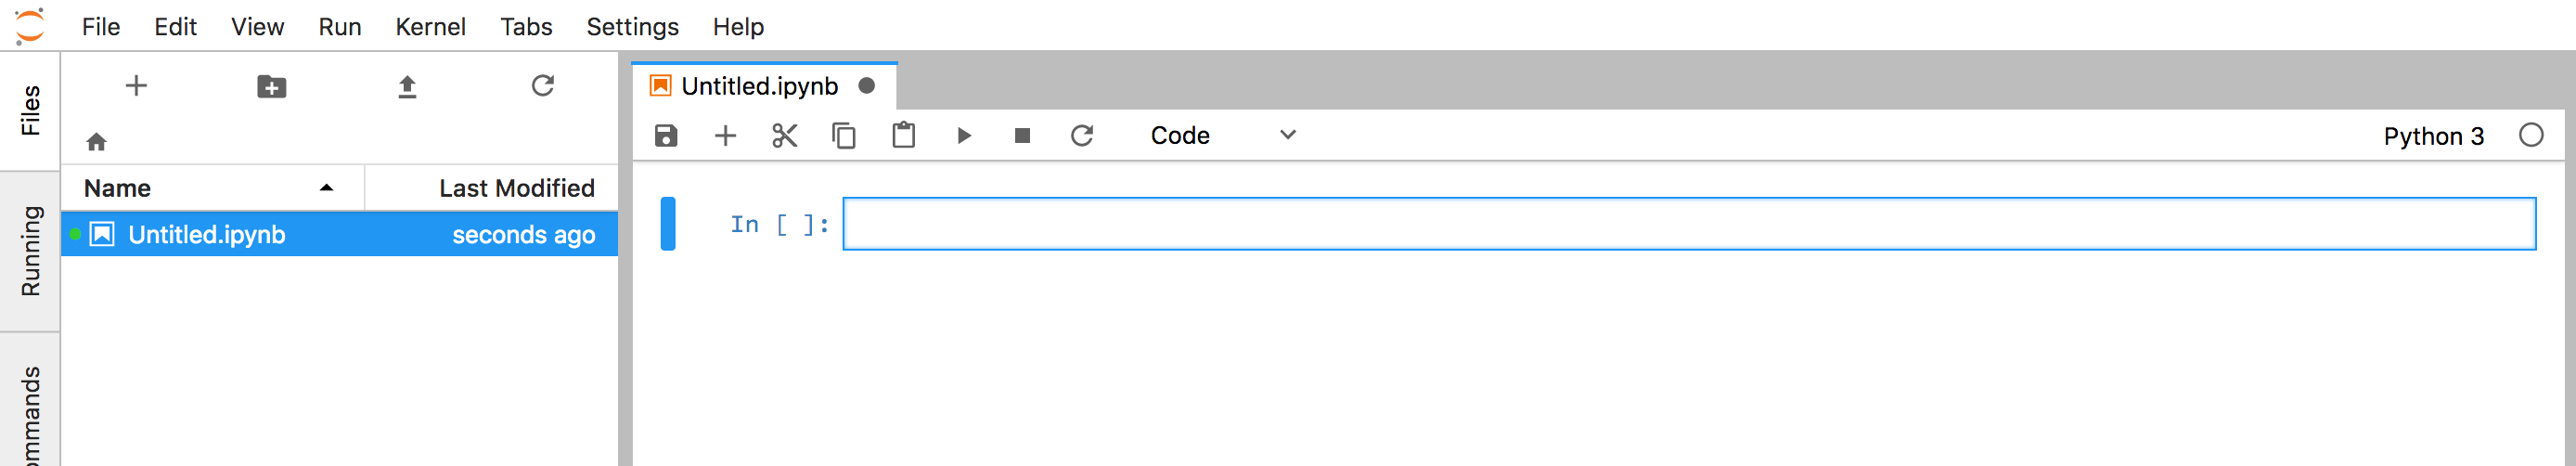 File Edit View Run Kernel Tabs Settings Help
Files
Running
Name Last Modified
Untitled.ipynb seconds ago
Untitled.ipynb
Code Python 3
In [ ]: